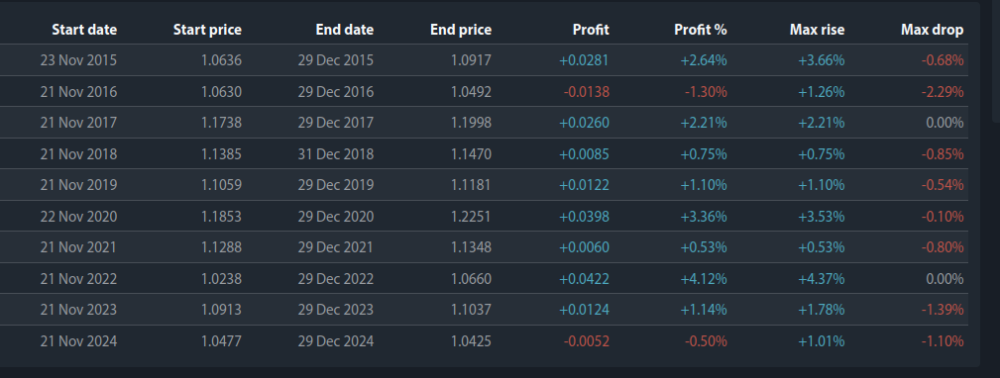 Start date Start price End date End price Profit Profit % Max rise Max drop
23 Nov 2015 1.0636 29 Dec 2015 1.0917 +0.0281 +2.64% +3.66% -0.68%
21 Nov 2016 1.0630 29 Dec 2016 1.0492 -0.0138 -1.30% +1.26% -2.29%
21 Nov 2017 1.1738 29 Dec 2017 1.1998 +0.0260 +2.21% +2.21% 0.00%
21 Nov 2018 1.1385 31 Dec 2018 1.1470 +0.0085 +0.75% +0.75% -0.85%
21 Nov 2019 1.1059 29 Dec 2019 1.1181 +0.0122 +1.10% +1.10% -0.54%
22 Nov 2020 1.1853 29 Dec 2020 1.2251 +0.0398 +3.36% +3.53% -0.10%
21 Nov 2021 1.1288 29 Dec 2021 1.1348 +0.0060 +0.53% +0.53% -0.80%
21 Nov 2022 1.0238 29 Dec 2022 1.0660 +0.0422 +4.12% +4.37% 0.00%
21 Nov 2023 1.0913 29 Dec 2023 1.1037 +0.0124 +1.14% +1.78% -1.39%
21 Nov 2024 1.0477 29 Dec 2024 1.0425 -0.0052 -0.50% +1.01% -1.10%